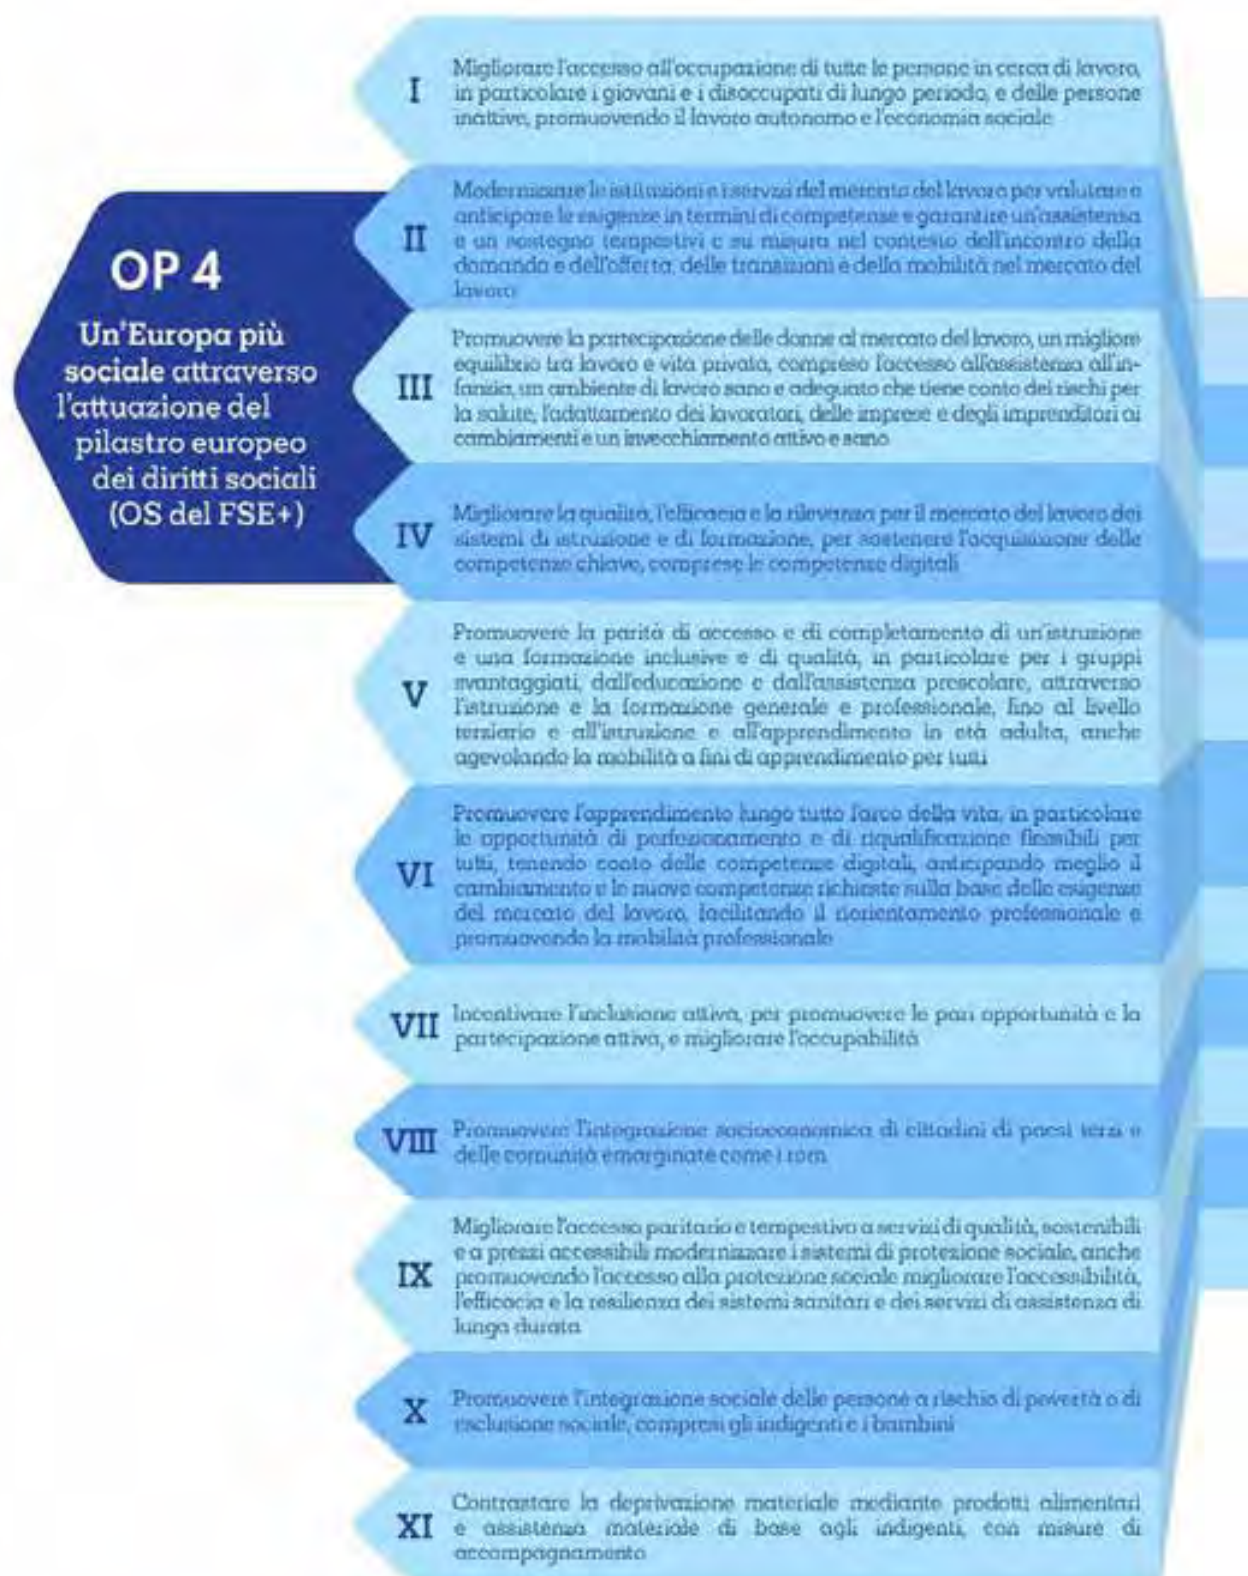 OP 4
Un'Europa più
sociale attraverso
l'attuazione del
pilastro europeo
dei diritti sociali
(OS del FSE+)
I
Migliorare l'accesso all'occupazione di tutte le persone in cerca di lavoro,
in particolare i giovani e i disoccupati di lungo periodo, e delle persone
inattive, promuovendo il lavoro autonomo e l'economia sociale
II
Modernizzare le istituzioni e i servizi del mercato del lavoro per valutare e
anticipare le esigenze in termini di competenze e garantire un'assistenza
e un sostegno tempestivi e su misura nel contesto dell'incontro della
domanda e dell'offerta, delle transizioni e della mobilità nel mercato del
lavoro
III
Promuovere la partecipazione delle donne al mercato del lavoro, un migliore
equilibrio tra lavoro e vita privata, compreso l'accesso all'assistenza all'in-
fanzia, un ambiente di lavoro sano e adeguato che tiene conto dei rischi per
la salute, l'adattamento dei lavoratori, delle imprese e degli imprenditori ai
cambiamenti e un invecchiamento attivo e sano
IV
Migliorare la qualità, l'efficacia e la rilevanza per il mercato del lavoro dei
sistemi di istruzione e di formazione, per sostenere l'acquisizione delle
competenze chiave, comprese le competenze digitali
V
Promuovere la parità di accesso e di completamento di un'istruzione
e una formazione inclusive e di qualità, in particolare per i gruppi
svantaggiati, dall'educazione e dall'assistenza prescolare, attraverso
l'istruzione e la formazione generale e professionale, fino al livello
terziario e all'istruzione e all'apprendimento in età adulta, anche
agevolando la mobilità a fini di apprendimento per tutti
VI
Promuovere l'apprendimento lungo tutto l'arco della vita, in particolare
le opportunità di perfezionamento e di riqualificazione flessibili per
tutti, tenendo conto delle competenze digitali, anticipando meglio il
cambiamento e le nuove competenze richieste sulla base delle esigenze
del mercato del lavoro, facilitando il riorientamento professionale e
promuovendo la mobilità professionale
VII
Incentivare l'inclusione attiva, per promuovere le pari opportunità e la
partecipazione attiva, e migliorare l'occupabilità
VIII
Promuovere l'integrazione socioeconomica di cittadini di paesi terzi e
delle comunità emarginate come i rom
IX
Migliorare l'accesso paritario e tempestivo a servizi di qualità, sostenibili
e a prezzi accessibili modernizzare i sistemi di protezione sociale, anche
promuovendo l'accesso alla protezione sociale migliorare l'accessibilità,
l'efficacia e la resilienza dei sistemi sanitari e dei servizi di assistenza di
lunga durata
X
Promuovere l'integrazione sociale delle persone a rischio di povertà o di
esclusione sociale, compresi gli indigenti e i bambini
XI
Contrastare la deprivazione materiale mediante prodotti alimentari
e assistenza materiale di base agli indigenti, con misure di
accompagnamento